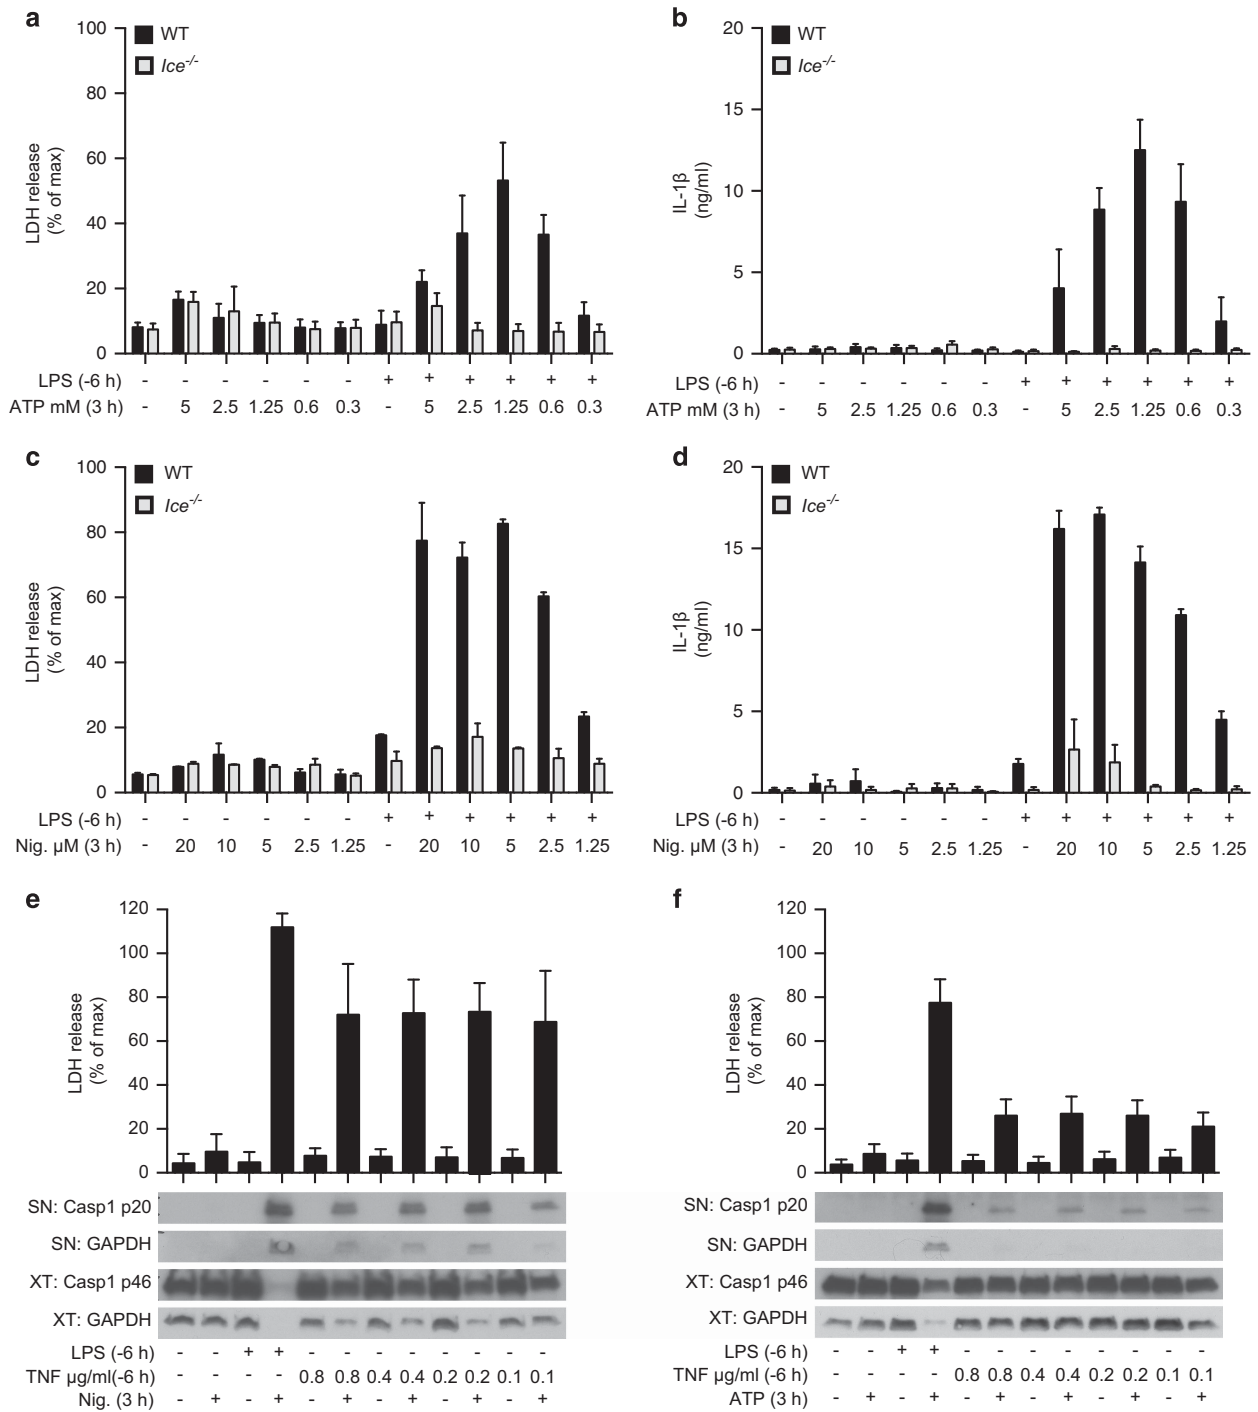 a
100
80
60
40
20
0
LDH release
(% of max)
WT
Ice-/-
LPS (-6 h) - - - - - - + + + + + +
ATP mM (3 h) - 5 2.5 1.25 0.6 0.3 - 5 2.5 1.25 0.6 0.3
b
20
15
10
5
0
IL-1β
(ng/ml)
WT
Ice-/-
LPS (-6 h) - - - - - - + + + + + +
ATP mM (3 h) - 5 2.5 1.25 0.6 0.3 - 5 2.5 1.25 0.6 0.3
c
100
80
60
40
20
0
LDH release
(% of max)
WT
Ice-/-
LPS (-6 h) - - - - - - + + + + + +
Nig. µM (3 h) - 20 10 5 2.5 1.25 - 20 10 5 2.5 1.25
d
20
15
10
5
0
IL-1β
(ng/ml)
WT
Ice-/-
LPS (-6 h) - - - - - - + + + + + +
Nig. µM (3 h) - 20 10 5 2.5 1.25 - 20 10 5 2.5 1.25
e
120
100
80
60
40
20
0
LDH release
(% of max)
SN: Casp1 p20
SN: GAPDH
XT: Casp1 p46
XT: GAPDH
LPS (-6 h) - - + + - - - - - - - -
TNF µg/ml(-6 h) - - - - 0.8 0.8 0.4 0.4 0.2 0.2 0.1 0.1
Nig. (3 h) - + - + - + - + - + - +
f
120
100
80
60
40
20
0
LDH release
(% of max)
SN: Casp1 p20
SN: GAPDH
XT: Casp1 p46
XT: GAPDH
LPS (-6 h) - - + + - - - - - - - -
TNF µg/ml (-6 h) - - - - 0.8 0.8 0.4 0.4 0.2 0.2 0.1 0.1
ATP (3 h) - + - + - + - + - + - +